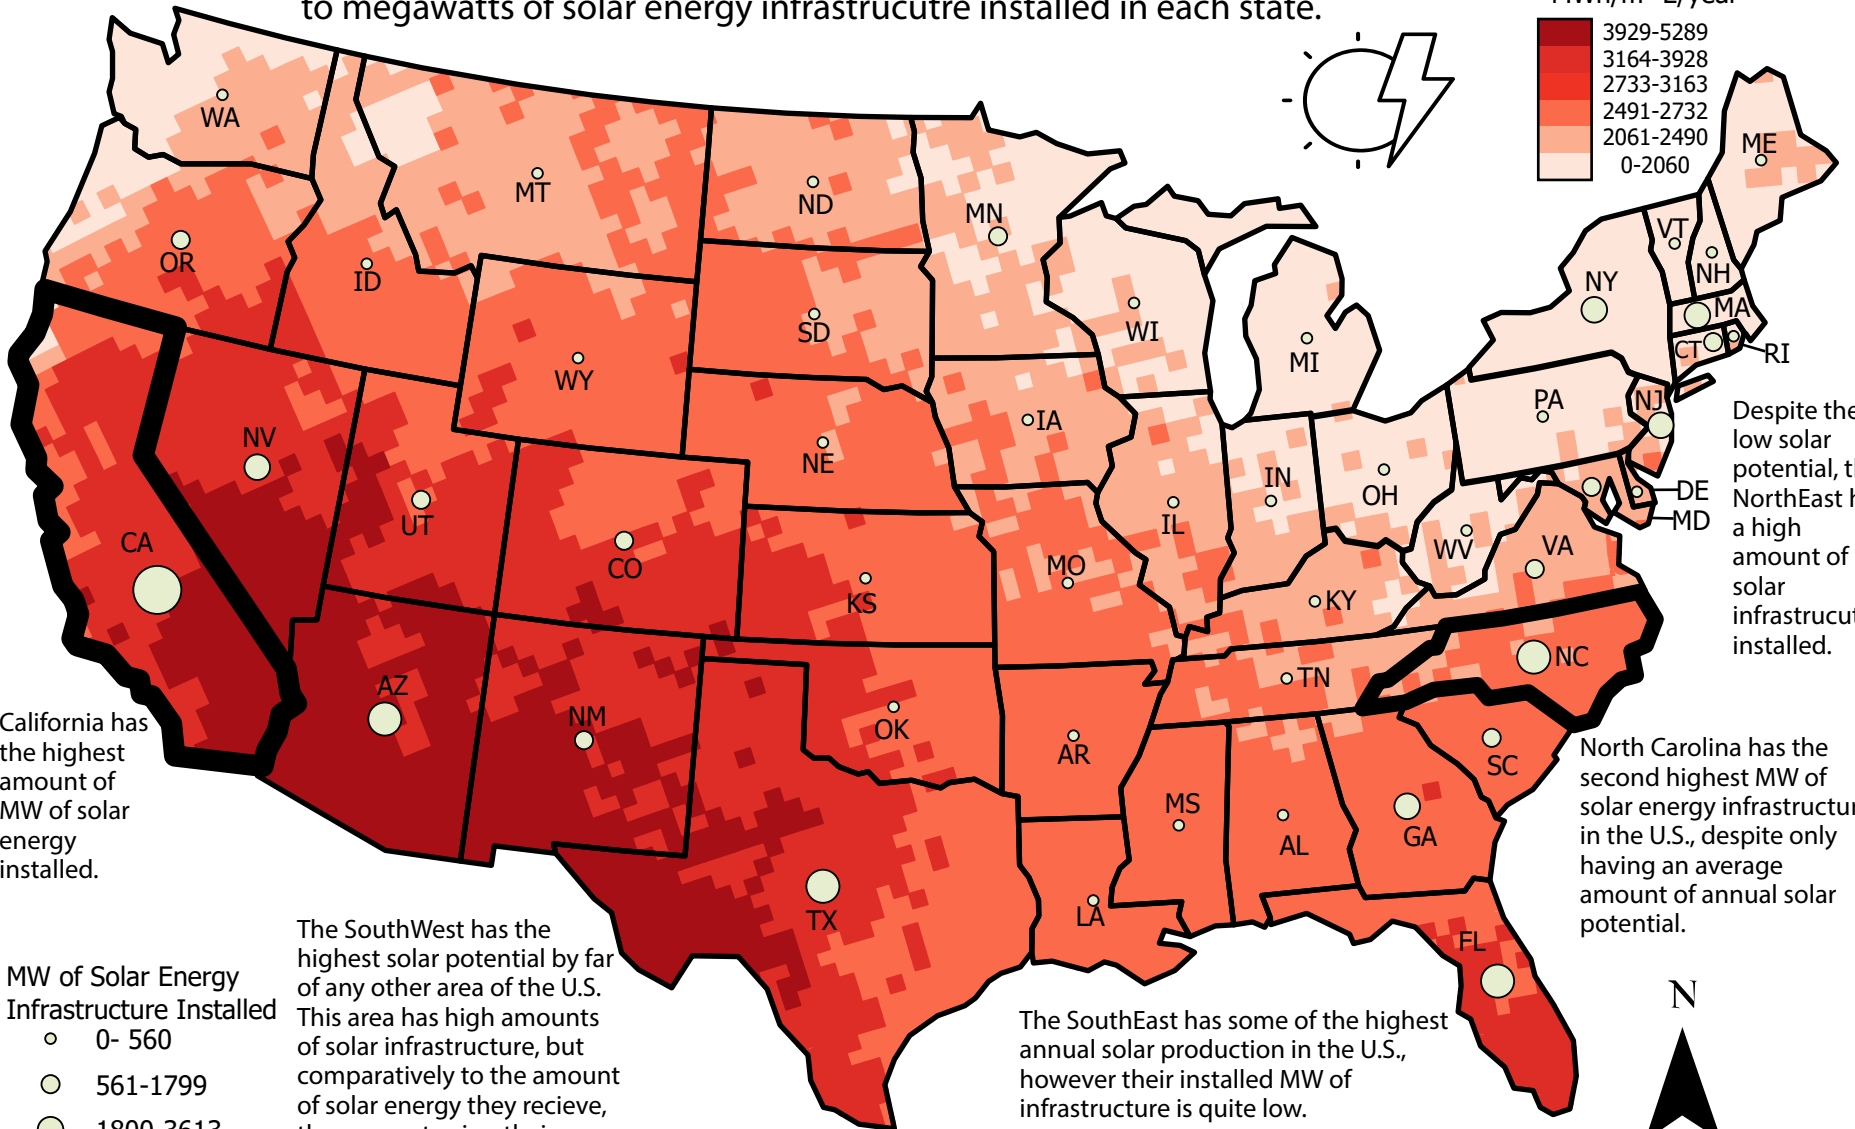 to megawatts of solar energy infrastrucutre installed in each state.
3929-5289
3164-3928
2733-3163
2491-2732
2061-2490
0-2060
WA
OR
ID
MT
ND
MN
SD
WY
WI
MI
ME
VT
NH
NY
MA
CT
RI
PA
NJ
DE
MD
NV
UT
CA
CO
NE
IA
KS
MO
IL
IN
OH
WV
VA
KY
TN
NC
SC
AZ
NM
OK
AR
TX
LA
MS
AL
GA
FL
Despite the
low solar
potential,
NorthEast
a high
amount of
solar
installed.
California has
the highest
amount of
MW of solar
energy
installed.
North Carolina has the
second highest MW of
solar energy
in the U.S., despite only
having an average
amount of annual solar
potential.
The SouthWest has the
highest solar potential by far
of any other area of the U.S.
This area has high amounts
of solar infrastructure, but
comparatively to the amount
of solar energy they recieve,
The SouthEast has some of the highest
annual solar production in the U.S.,
however their installed MW of
infrastructure is quite low.
MW of Solar Energy
Infrastructure Installed
0- 560
561-1799
1800-3613
N